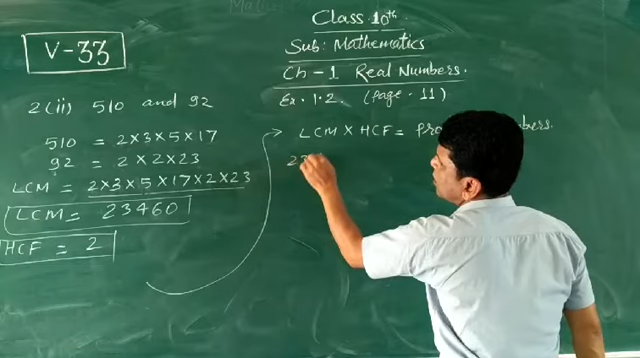 V-33
Class 10th.
Sub: Mathematics
Ch-1 Real Numbers.
Ex. 1.2. (page. 11)
2(ii) 510 and 92
510 = 2×3×5×17
92 = 2×2×23
LCM = 2×3×5×17×2×23
LCM = 23460
HCF = 2
LCM × HCF =